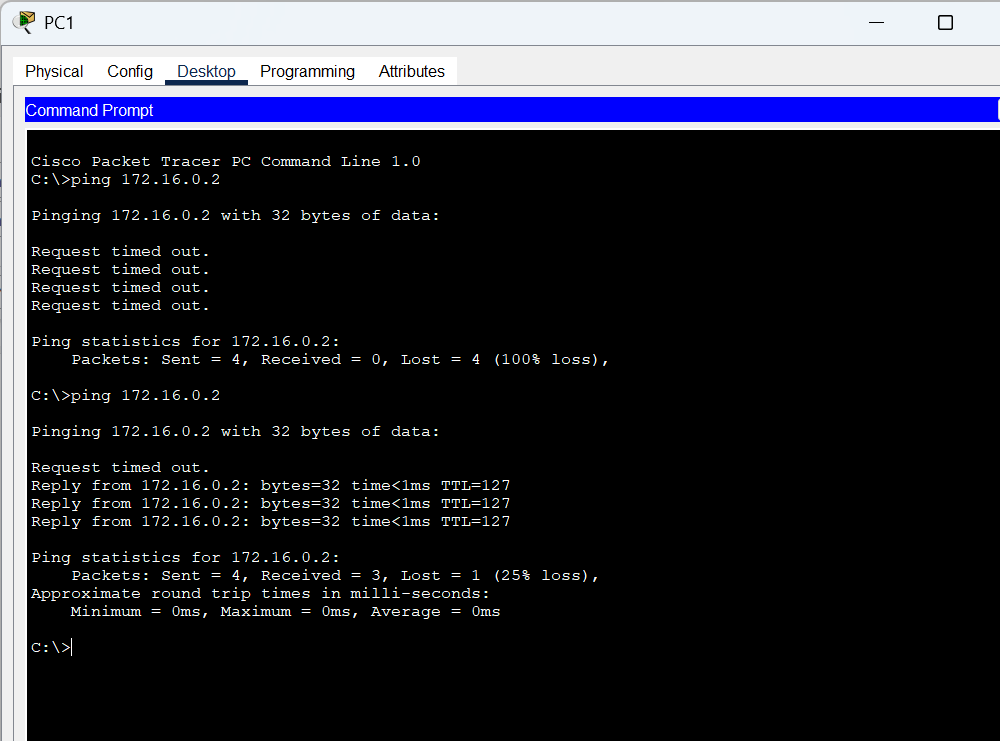 PC1
Physical Config Desktop Programming Attributes
Command Prompt
Cisco Packet Tracer PC Command Line 1.0
C:\>ping 172.16.0.2
Pinging 172.16.0.2 with 32 bytes of data:
Request timed out.
Request timed out.
Request timed out.
Request timed out.
Ping statistics for 172.16.0.2:
    Packets: Sent = 4, Received = 0, Lost = 4 (100% loss),
C:\>ping 172.16.0.2
Pinging 172.16.0.2 with 32 bytes of data:
Request timed out.
Reply from 172.16.0.2: bytes=32 time<1ms TTL=127
Reply from 172.16.0.2: bytes=32 time<1ms TTL=127
Reply from 172.16.0.2: bytes=32 time<1ms TTL=127
Ping statistics for 172.16.0.2:
    Packets: Sent = 4, Received = 3, Lost = 1 (25% loss),
Approximate round trip times in milli-seconds:
    Minimum = 0ms, Maximum = 0ms, Average = 0ms
C:\>